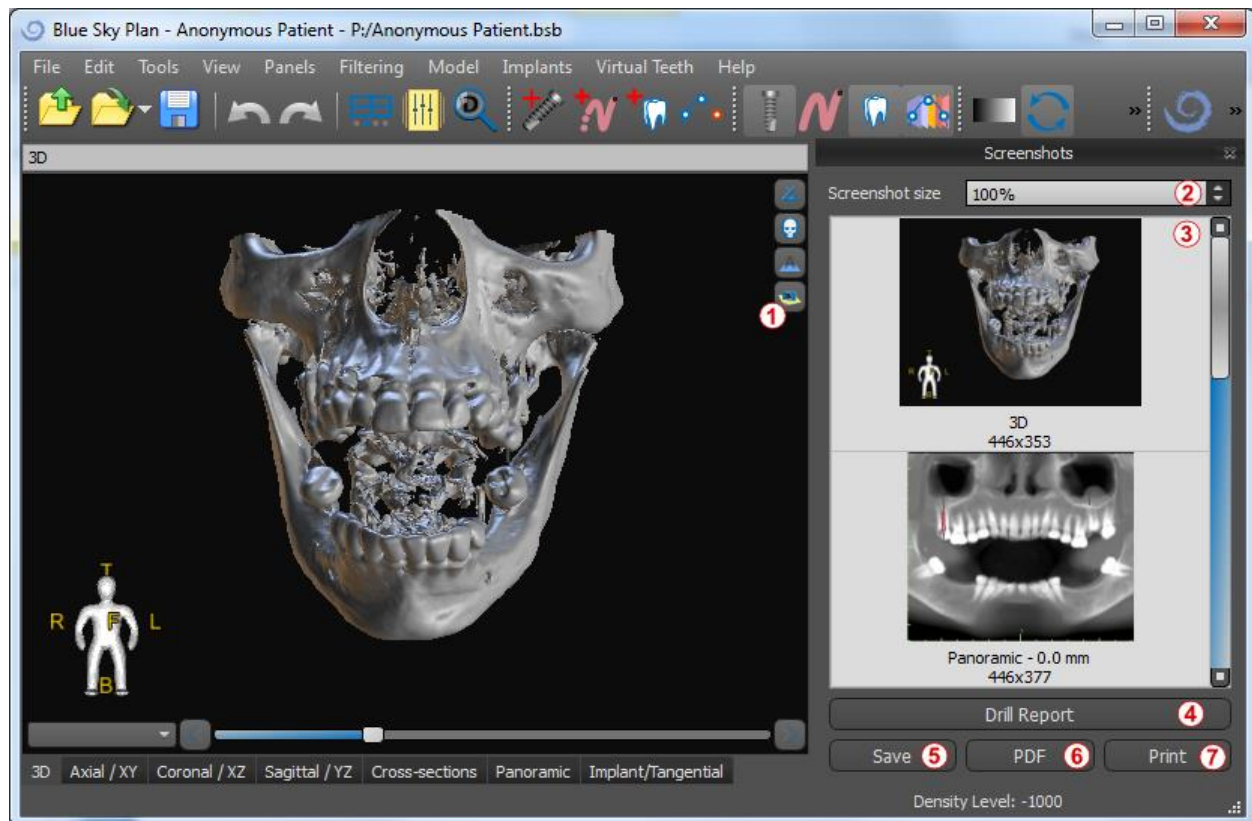 Blue Sky Plan - Anonymous Patient - P:/Anonymous Patient.bsb
File Edit Tools View Panels Filtering Model Implants Virtual Teeth Help
» »
3D
Screenshots
Screenshot size 100% 2
3
1
3D
446x353
R L
T
R F L
B
Panoramic - 0.0 mm
446x377
Drill Report 4
Save 5 PDF 6 Print 7
3D Axial / XY Coronal / XZ Sagittal / YZ Cross-sections Panoramic Implant/Tangential
Density Level: -1000